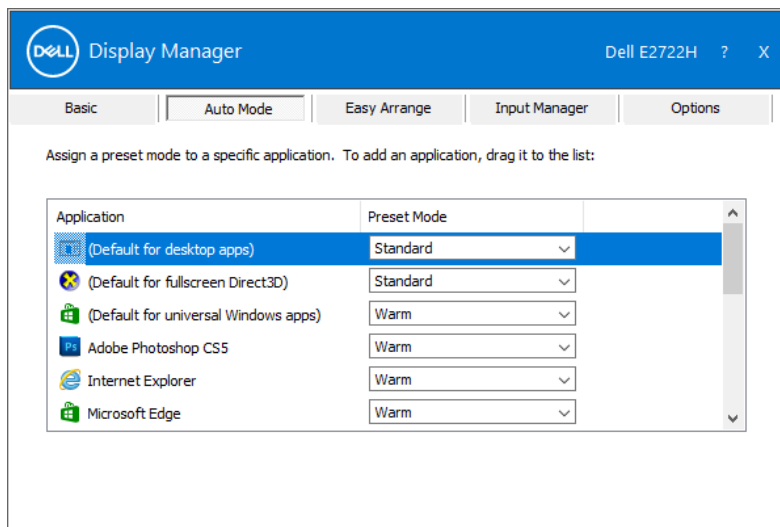 DELL Display Manager Dell E2722H ? X
Basic Auto Mode Easy Arrange Input Manager Options
Assign a preset mode to a specific application. To add an application, drag it to the list:
Application Preset Mode
(Default for desktop apps) Standard
(Default for fullscreen Direct3D) Standard
(Default for universal Windows apps) Warm
Ps Adobe Photoshop CS5 Warm
Internet Explorer Warm
Microsoft Edge Warm